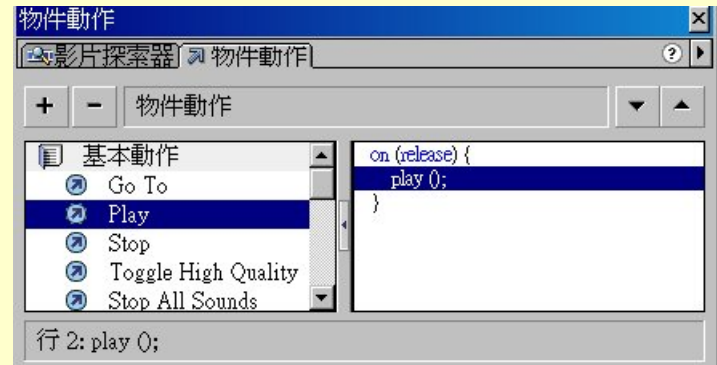 物件動作
影片探索器 物件動作
物件動作
基本動作
Go To
Play
Stop
Toggle High Quality
Stop All Sounds
on (release) {
play ();
}
行 2: play ();